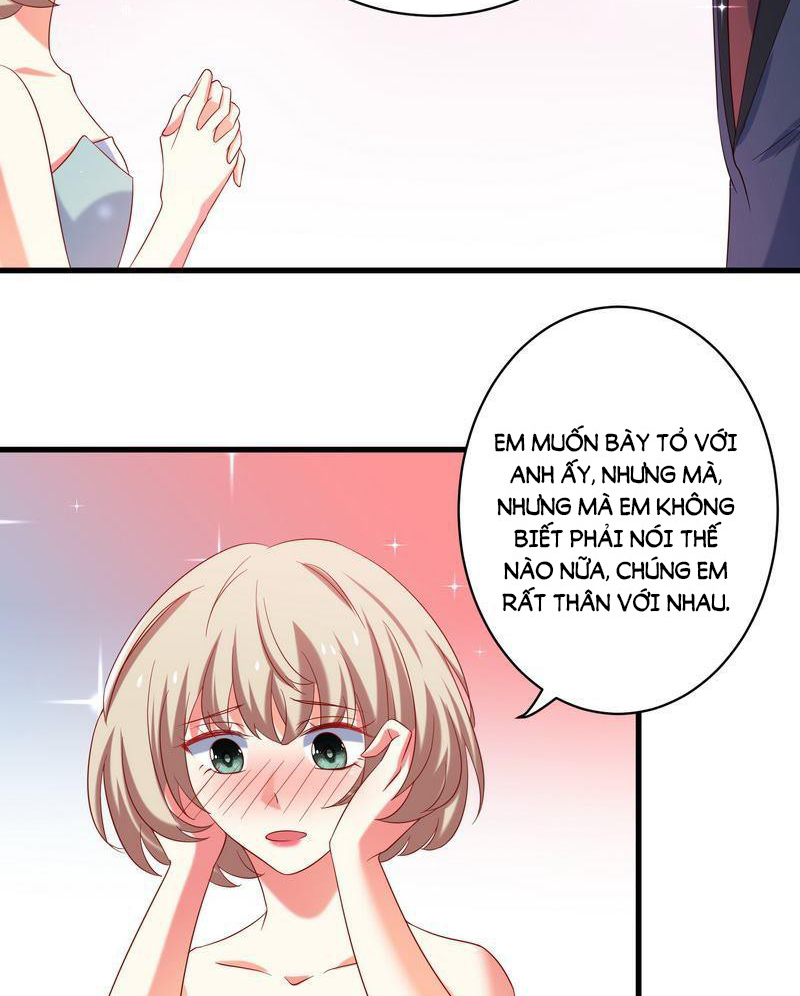 EM MUỐN BÀY TỎ VỚI
ANH ẤY, NHƯNG MÀ,
NHƯNG MÀ EM KHÔNG
BIẾT PHẢI NÓI THẾ
NÀO NỮA, CHÚNG EM
RẤT THÂN VỚI NHAU.